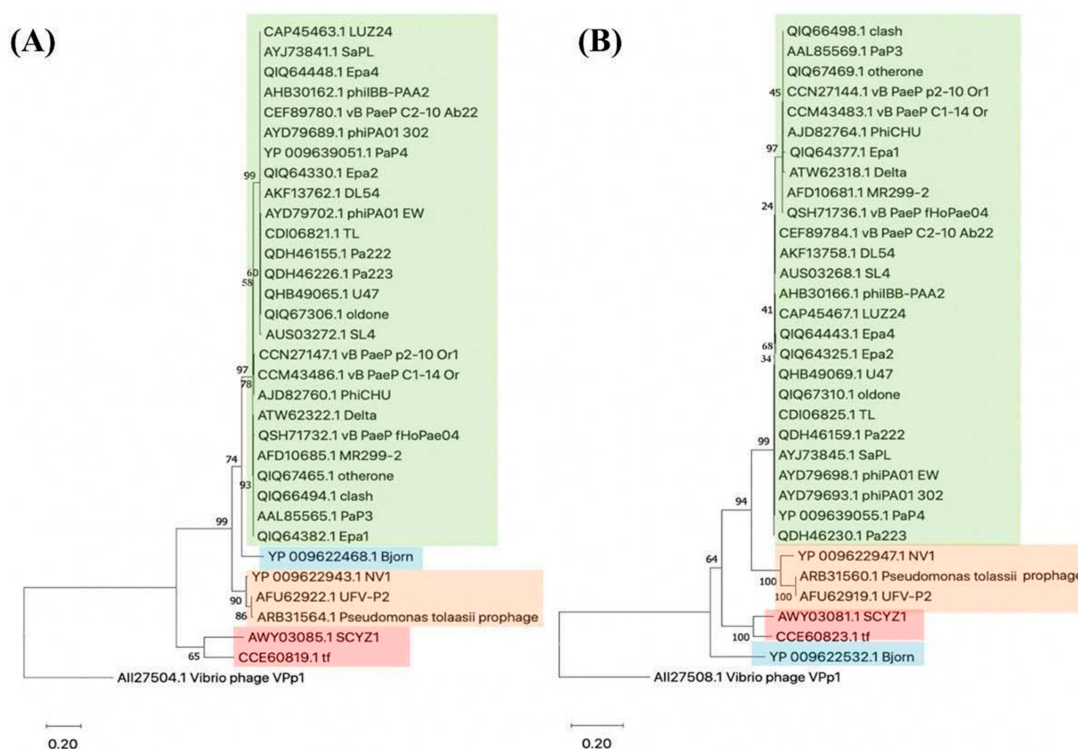 (A)
CAP45463.1 LUZ24
AYJ73841.1 SaPL
QIQ64448.1 Epa4
AHB30162.1 philBB-PAA2
CEF89780.1 vB PaeP C2-10 Ab22
AYD79689.1 phiPA01 302
YP 009639051.1 PaP4
QIQ64330.1 Epa2
99
AKF13762.1 DL54
AYD79702.1 phiPA01 EW
CDI06821.1 TL
QDH46155.1 Pa222
60
QDH46226.1 Pa223
58
QHB49065.1 U47
QIQ67306.1 oldone
AUS03272.1 SL4
CCN27147.1 vB PaeP p2-10 Or1
97
CCM43486.1 vB PaeP C1-14 Or
78
AJD82760.1 PhiCHU
ATW62322.1 Delta
QSH71732.1 vB PaeP fHoPae04
74
AFD10685.1 MR299-2
QIQ67465.1 otherone
93
QIQ66494.1 clash
AAL85565.1 PaP3
99
QIQ64382.1 Epa1
YP 009622468.1 Bjorn
YP 009622943.1 NV1
90
AFU62922.1 UFV-P2
86
ARB31564.1 Pseudomonas tolaasii prophage
AWY03085.1 SCYZ1
65
CCE60819.1 tf
AII27504.1 Vibrio phage VPp1
0.20
(B)
QIQ66498.1 clash
AAL85569.1 PaP3
QIQ67469.1 otherone
45
CCN27144.1 vB PaeP p2-10 Or1
CCM43483.1 vB PaeP C1-14 Or
AJD82764.1 PhiCHU
97
QIQ64377.1 Epa1
ATW62318.1 Delta
AFD10681.1 MR299-2
24
QSH71736.1 vB PaeP fHoPae04
CEF89784.1 vB PaeP C2-10 Ab22
AKF13758.1 DL54
AUS03268.1 SL4
AHB30166.1 philBB-PAA2
41
CAP45467.1 LUZ24
QIQ64443.1 Epa4
68
QIQ64325.1 Epa2
34
QHB49069.1 U47
QIQ67310.1 oldone
CDI06825.1 TL
QDH46159.1 Pa222
99
AYJ73845.1 SaPL
AYD79698.1 phiPA01 EW
AYD79693.1 phiPA01 302
94
YP 009639055.1 PaP4
QDH46230.1 Pa223
YP 009622947.1 NV1
64
ARB31560.1 Pseudomonas tolassii prophage
100
AFU62919.1 UFV-P2
100
AWY03081.1 SCYZ1
100
CCE60823.1 tf
YP 009622532.1 Bjorn
AII27508.1 Vibrio phage VPp1
0.20